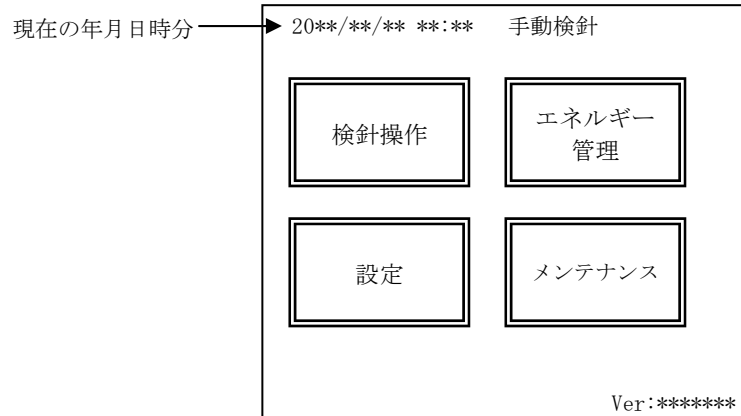 現在の年月日時分
20**/**/** **:** 手動検針
検針操作
エネルギー
管理
設定
メンテナンス
Ver:*******